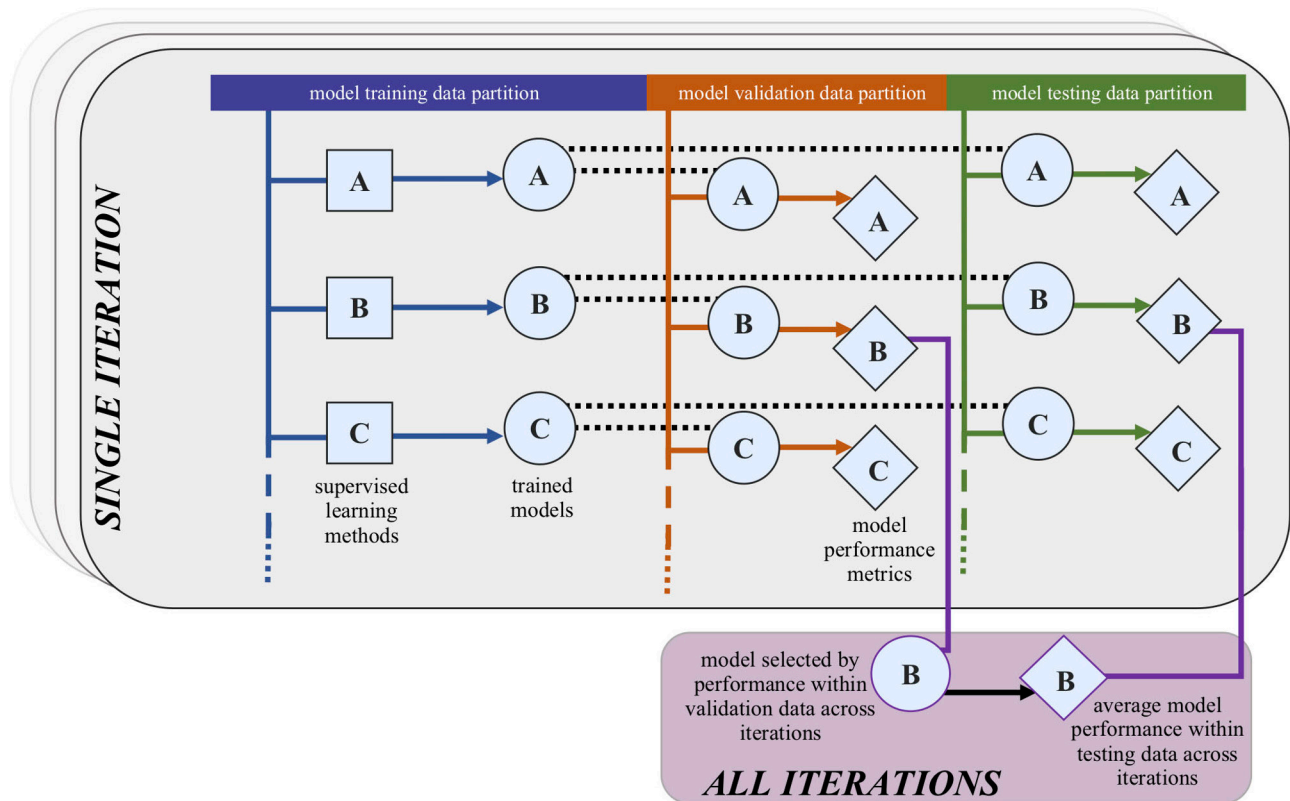 model training data partition
model validation data partition
model testing data partition
SINGLE ITERATION
A
A
A
A
A
A
B
B
B
B
B
B
C
C
C
C
C
C
supervised
learning
methods
trained
models
model
performance
metrics
model selected by
performance within
validation data across
iterations
B
B
average model
performance within
testing data across
iterations
ALL ITERATIONS